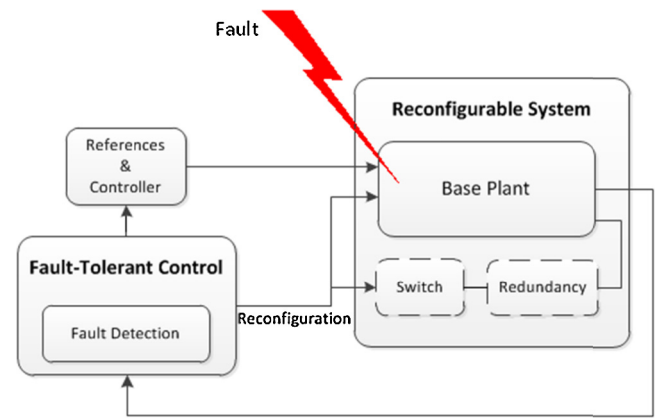 Fault
Reconfigurable System
References
&
Controller
Base Plant
Fault-Tolerant Control
Switch
Redundancy
Reconfiguration
Fault Detection